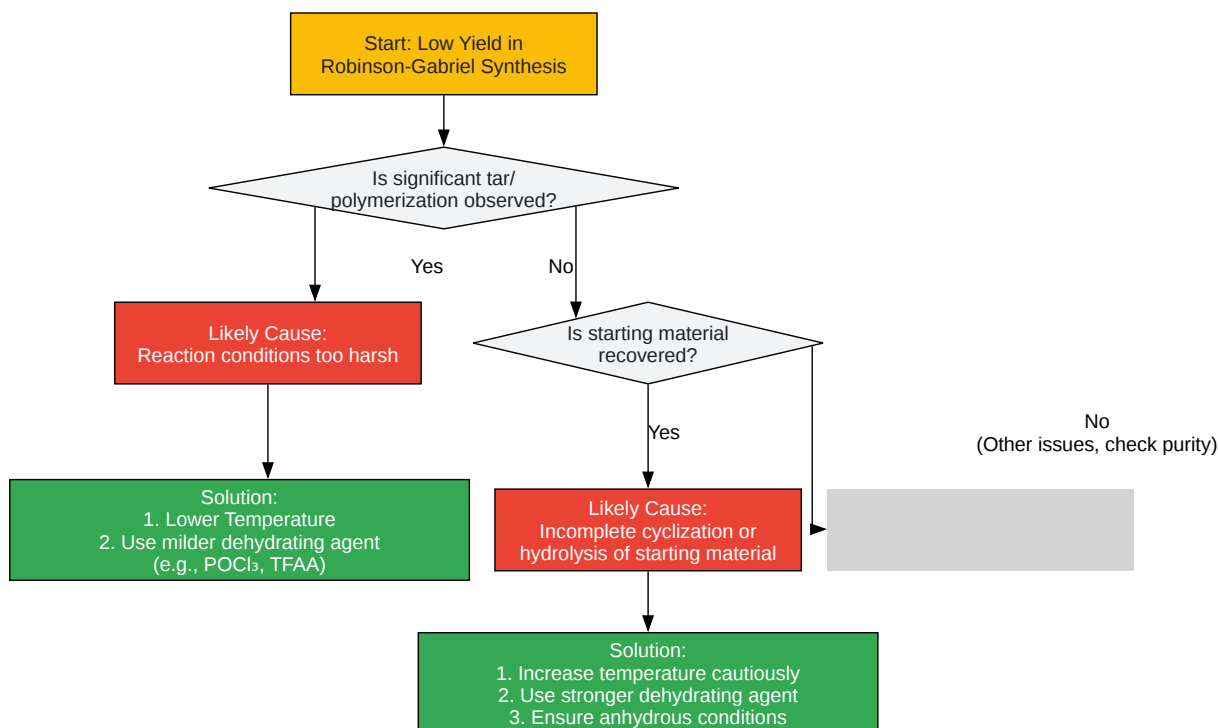 Start: Low Yield in
Robinson-Gabriel Synthesis
Is significant tar/
polymerization observed?
Yes
No
Likely Cause:
Reaction conditions too harsh
Is starting material
recovered?
Yes
No
(Other issues, check purity)
Solution:
1. Lower Temperature
2. Use milder dehydrating agent
(e.g., POCl₃, TFAA)
Likely Cause:
Incomplete cyclization or
hydrolysis of starting material
Solution:
1. Increase temperature cautiously
2. Use stronger dehydrating agent
3. Ensure anhydrous conditions